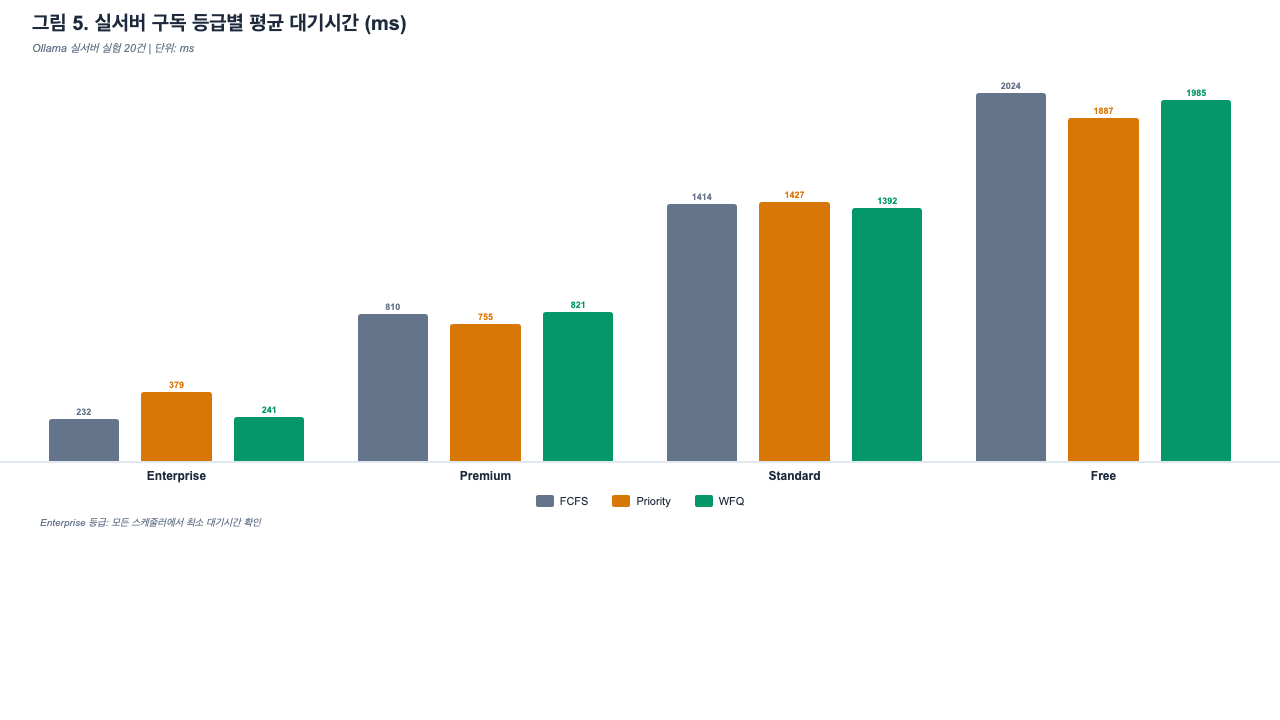 그림 5. 실서버 구독 등급별 평균 대기시간 (ms)
Ollama 실서버 실험 20건 | 단위: ms
232
379
241
810
755
821
1414
1427
1392
2024
1887
1985
Enterprise
Premium
Standard
Free
FCFS
Priority
WFQ
Enterprise 등급: 모든 스케줄러에서 최소 대기시간 확인